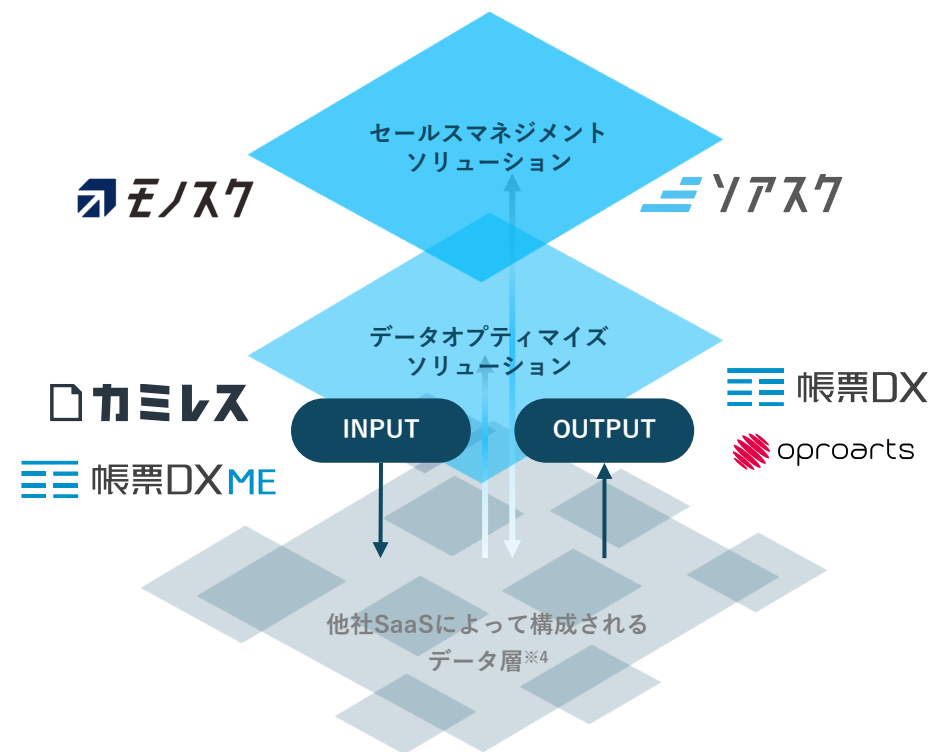 セールスマネジメント
ソリューション
モノスク
ソアスク
データオプティマイズ
ソリューション
カミレス
帳票DX
INPUT
OUTPUT
oproarts
帳票DX ME
他社SaaSによって構成される
データ層※4